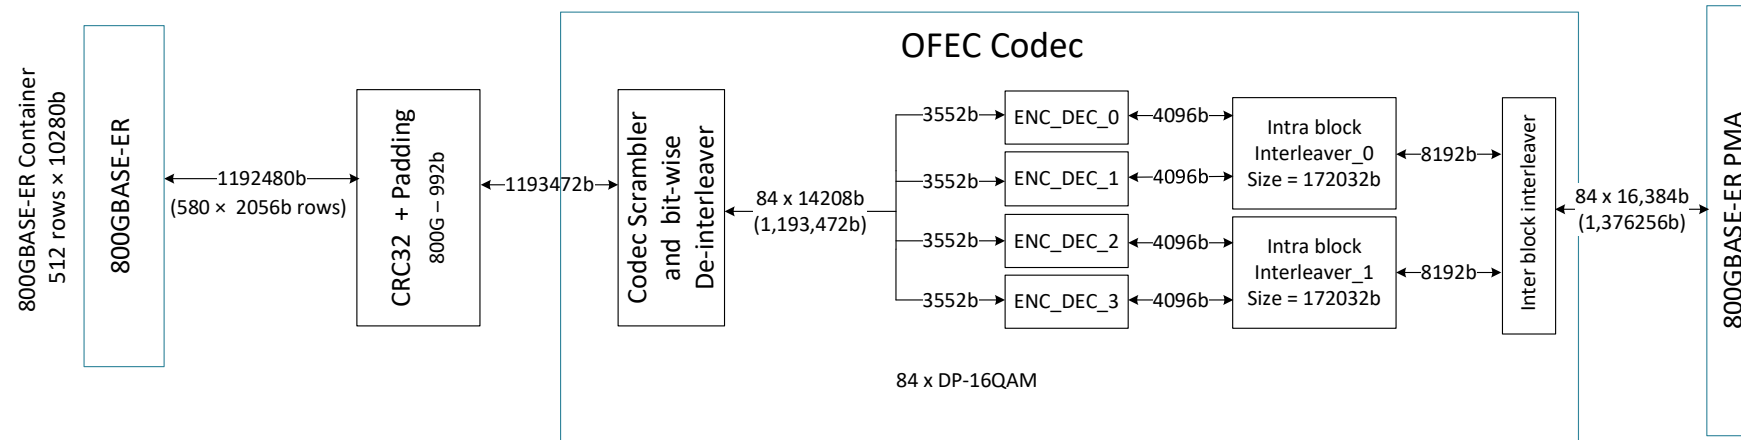 800GBASE-ER Container
512 rows × 10280b
800GBASE-ER
1192480b
(580 × 2056b rows)
CRC32 + Padding
800G – 992b
1193472b
OFEC Codec
Codec Scrambler
and bit-wise
De-interleaver
84 x 14208b
(1,193,472b)
3552b
ENC_DEC_0
4096b
3552b
ENC_DEC_1
4096b
3552b
ENC_DEC_2
4096b
3552b
ENC_DEC_3
4096b
Intra block
Interleaver_0
Size = 172032b
8192b
Intra block
Interleaver_1
Size = 172032b
8192b
Inter block interleaver
84 x 16,384b
(1,376256b)
800GBASE-ER PMA
84 x DP-16QAM